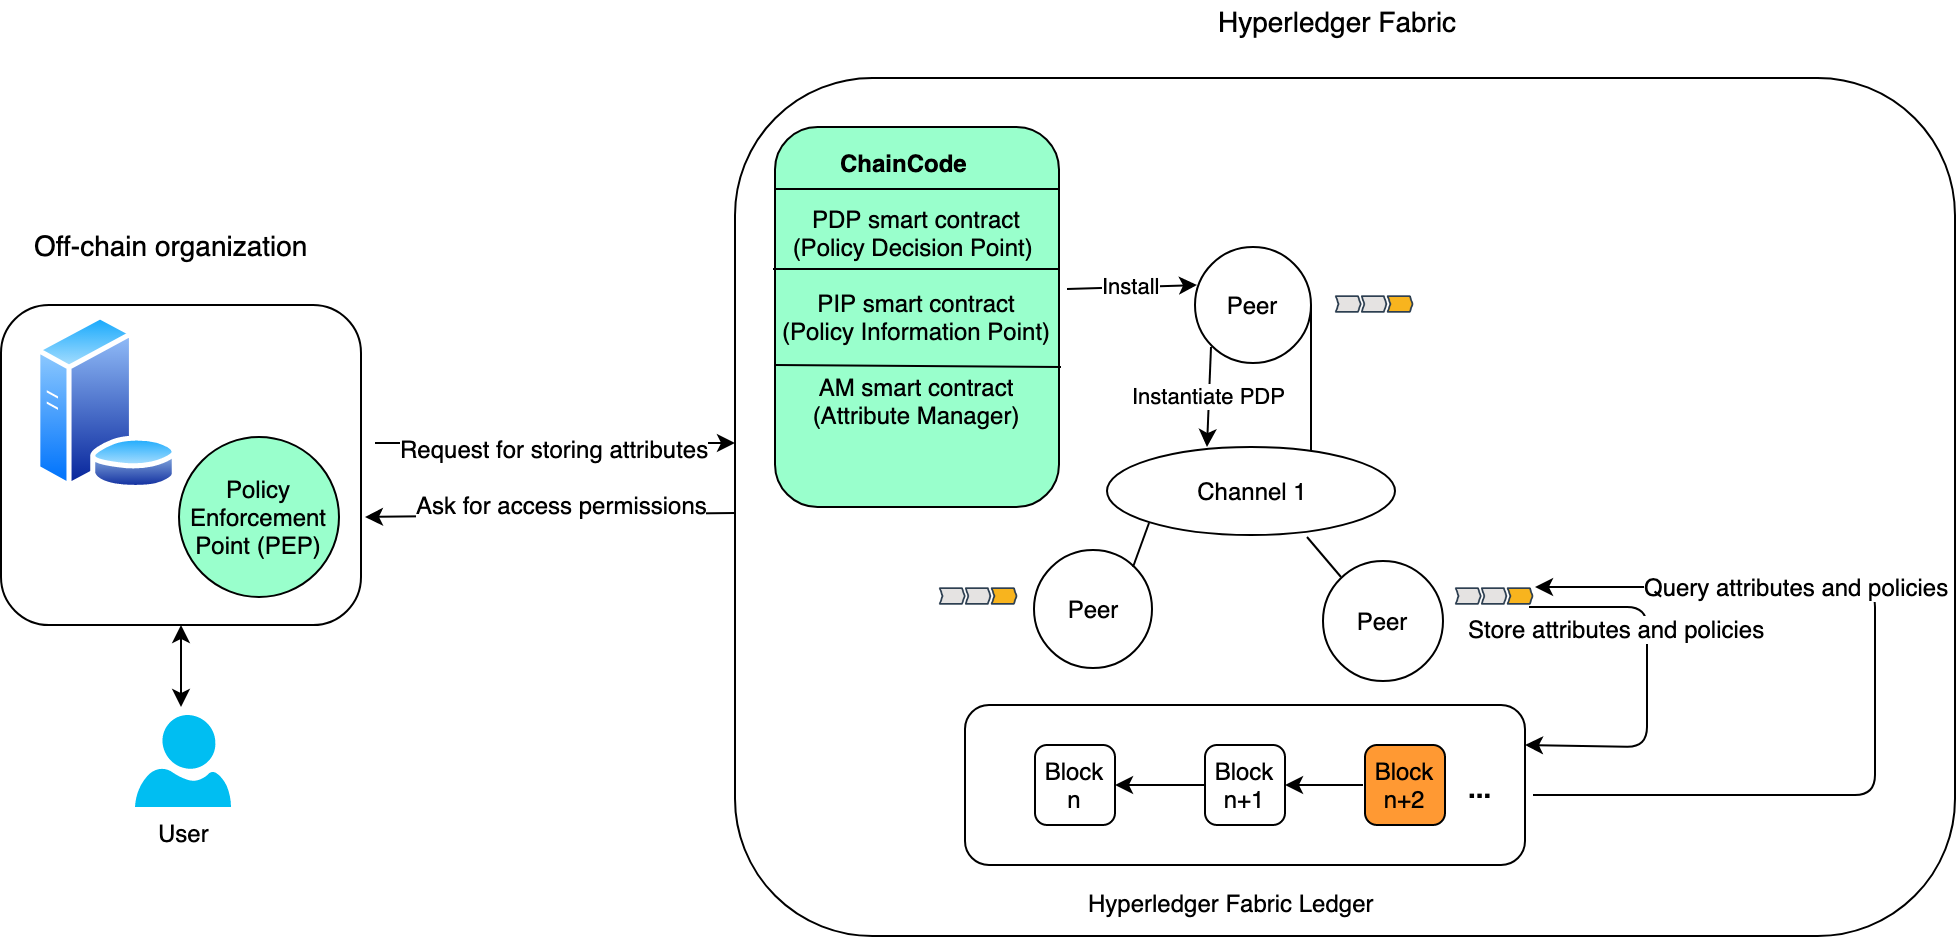 Hyperledger Fabric
Off-chain organization
Policy
Enforcement
Point (PEP)
User
Request for storing attributes
Ask for access permissions
ChainCode
PDP smart contract
(Policy Decision Point)
PIP smart contract
(Policy Information Point)
AM smart contract
(Attribute Manager)
Install
Peer
Instantiate PDP
Channel 1
Peer
Peer
Query attributes and policies
Store attributes and policies
Block
n
Block
n+1
Block
n+2
...
Hyperledger Fabric Ledger